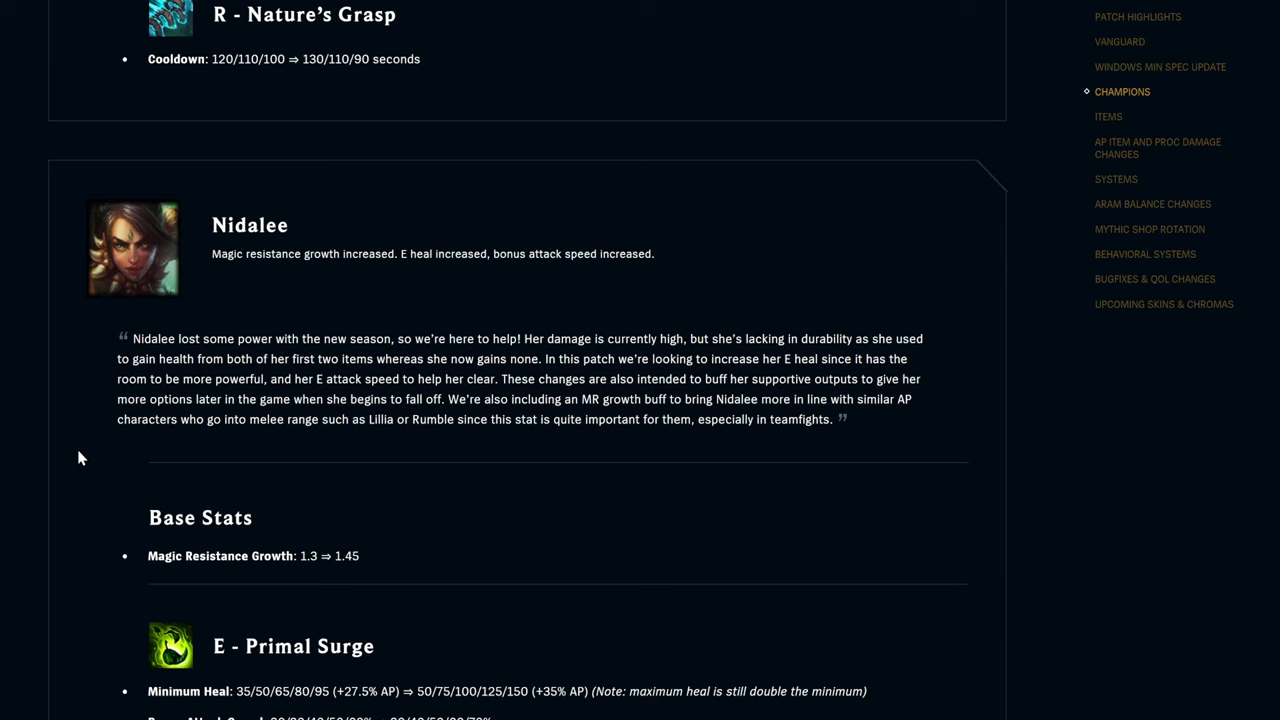 R - Nature's Grasp
• Cooldown: 120/110/100 ⇒ 130/110/90 seconds
Nidalee
Magic resistance growth increased. E heal increased, bonus attack speed increased.
“ Nidalee lost some power with the new season, so we're here to help! Her damage is currently high, but she's lacking in durability as she used
to gain health from both of her first two items whereas she now gains none. In this patch we're looking to increase her E heal since it has the
room to be more powerful, and her E attack speed to help her clear. These changes are also intended to buff her supportive outputs to give her
more options later in the game when she begins to fall off. We're also including an MR growth buff to bring Nidalee more in line with similar AP
characters who go into melee range such as Lillia or Rumble since this stat is quite important for them, especially in teamfights. ”
Base Stats
• Magic Resistance Growth: 1.3 ⇒ 1.45
E - Primal Surge
• Minimum Heal: 35/50/65/80/95 (+27.5% AP) ⇒ 50/75/100/125/150 (+35% AP) (Note: maximum heal is still double the minimum)
PATCH HIGHLIGHTS
VANGUARD
WINDOWS MIN SPEC UPDATE
CHAMPIONS
ITEMS
AP ITEM AND PROC DAMAGE
CHANGES
SYSTEMS
ARAM BALANCE CHANGES
MYTHIC SHOP ROTATION
BEHAVIORAL SYSTEMS
BUGFIXES & QOL CHANGES
UPCOMING SKINS & CHROMAS